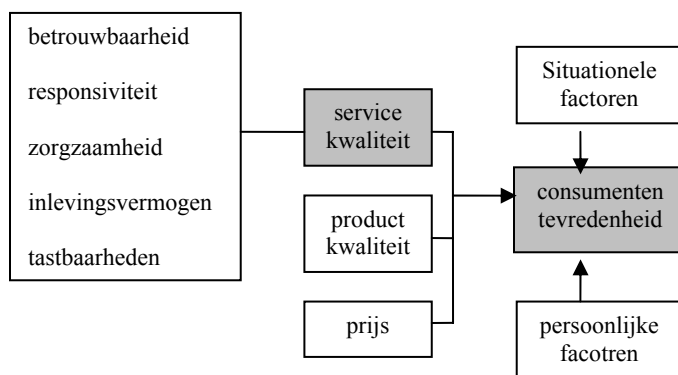 betrouwbaarheid
responsiviteit
zorgzaamheid
inlevingsvermogen
tastbaarheden
service
kwaliteit
product
kwaliteit
prijs
Situationele
factoren
consumenten
tevredenheid
persoonlijke
facotren